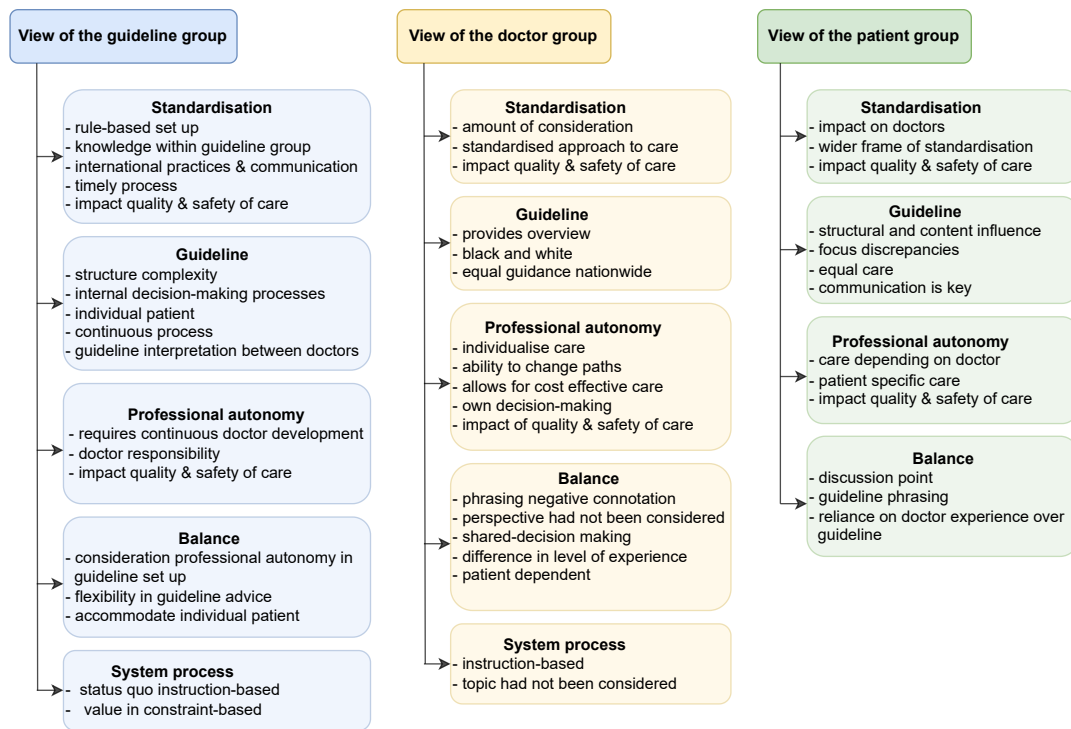 View of the guideline group
Standardisation
- rule-based set up
- knowledge within guideline group
- international practices & communication
- timely process
- impact quality & safety of care
Guideline
- structure complexity
- internal decision-making processes
- individual patient
- continuous process
- guideline interpretation between doctors
Professional autonomy
- requires continuous doctor development
- doctor responsibility
- impact quality & safety of care
Balance
- consideration professional autonomy in
guideline set up
- flexibility in guideline advice
- accommodate individual patient
System process
- status quo instruction-based
- value in constraint-based
View of the doctor group
Standardisation
- amount of consideration
- standardised approach to care
- impact quality & safety of care
Guideline
- provides overview
- black and white
- equal guidance nationwide
Professional autonomy
- individualise care
- ability to change paths
- allows for cost effective care
- own decision-making
- impact of quality & safety of care
Balance
- phrasing negative connotation
- perspective had not been considered
- shared-decision making
- difference in level of experience
- patient dependent
System process
- instruction-based
- topic had not been considered
View of the patient group
Standardisation
- impact on doctors
- wider frame of standardisation
- impact quality & safety of care
Guideline
- structural and content influence
- focus discrepancies
- equal care
- communication is key
Professional autonomy
- care depending on doctor
- patient specific care
- impact quality & safety of care
Balance
- discussion point
- guideline phrasing
- reliance on doctor experience over
guideline